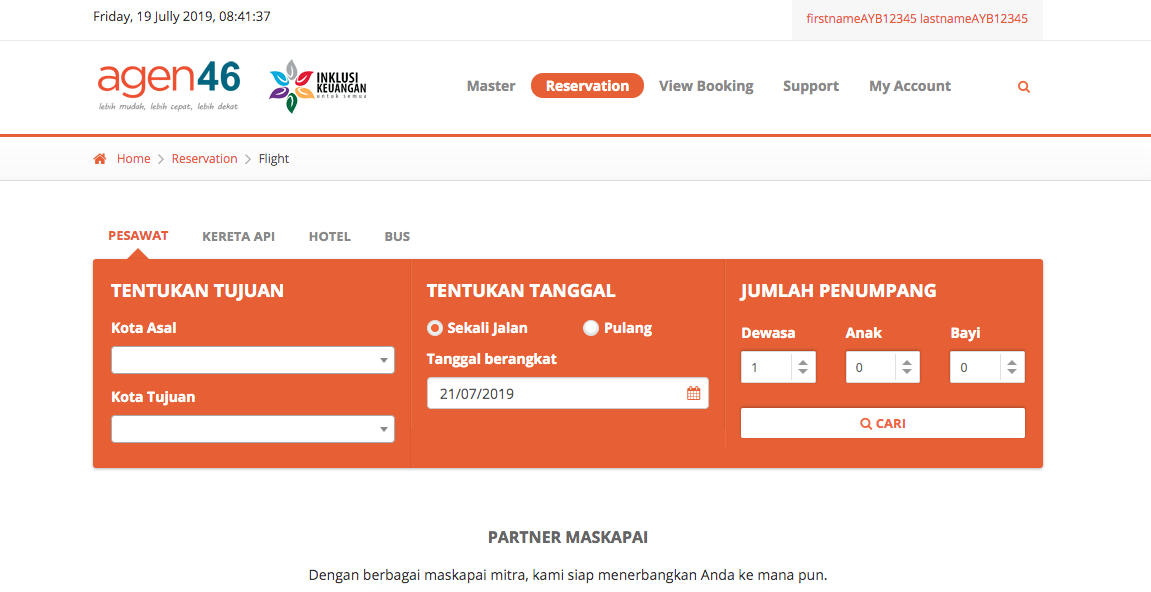 Friday, 19 Jully 2019, 08:41:37
firstnameAYB12345 lastnameAYB12345
agen46
lebih mudah, lebih cepat, lebih dekat
INKLUSI
KEUANGAN
untuk semua
Master Reservation View Booking Support My Account
Home Reservation Flight
PESAWAT KERETA API HOTEL BUS
TENTUKAN TUJUAN
Kota Asal
Kota Tujuan
TENTUKAN TANGGAL
Sekali Jalan Pulang
Tanggal berangkat
21/07/2019
JUMLAH PENUMPANG
Dewasa Anak Bayi
1 0 0
CARI
PARTNER MASKAPAI
Dengan berbagai maskapai mitra, kami siap menerbangkan Anda ke mana pun.